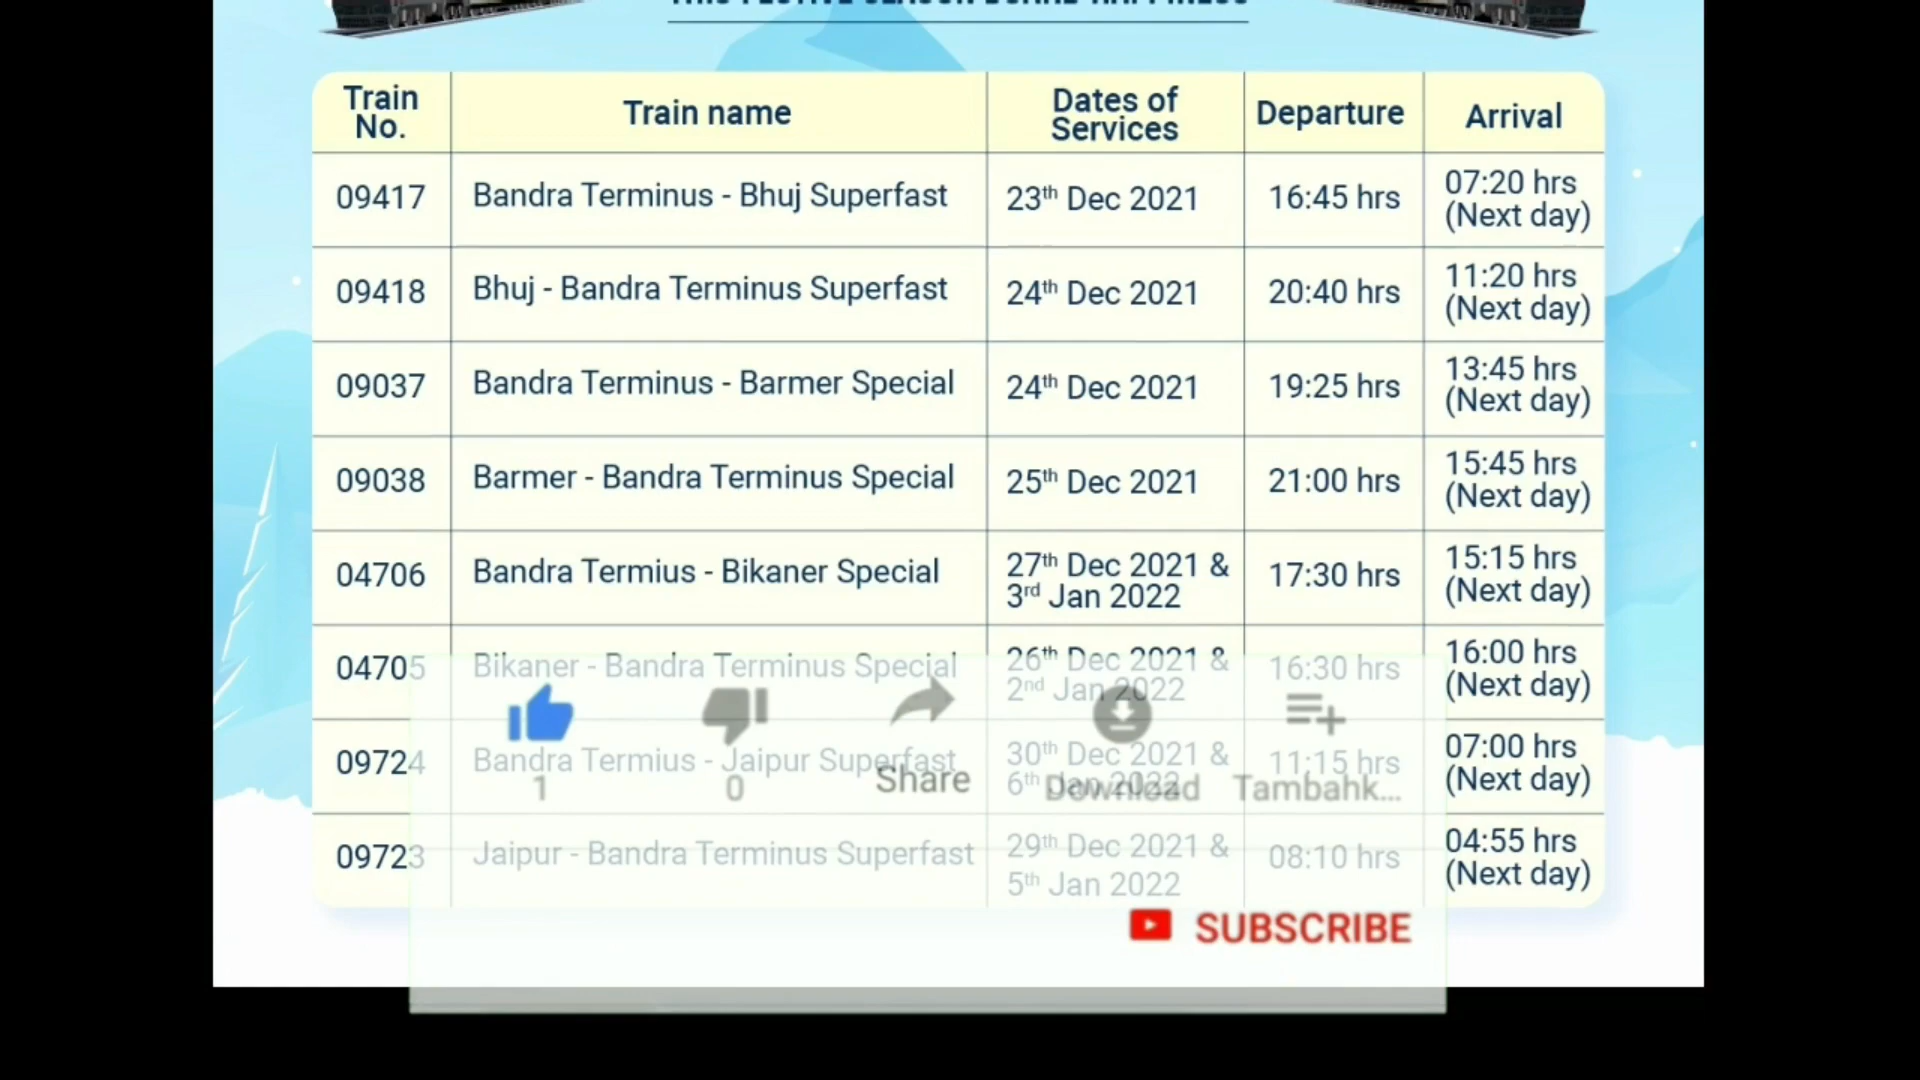 THIS FESTIVE SEASON BOARD HAPPINESS
Train No. Train name Dates of Services Departure Arrival
09417 Bandra Terminus - Bhuj Superfast 23th Dec 2021 16:45 hrs 07:20 hrs (Next day)
09418 Bhuj - Bandra Terminus Superfast 24th Dec 2021 20:40 hrs 11:20 hrs (Next day)
09037 Bandra Terminus - Barmer Special 24th Dec 2021 19:25 hrs 13:45 hrs (Next day)
09038 Barmer - Bandra Terminus Special 25th Dec 2021 21:00 hrs 15:45 hrs (Next day)
04706 Bandra Termius - Bikaner Special 27th Dec 2021 & 3rd Jan 2022 17:30 hrs 15:15 hrs (Next day)
04705 Bikaner - Bandra Terminus Special 26th Dec 2021 & 2nd Jan 2022 16:30 hrs 16:00 hrs (Next day)
09724 Bandra Termius - Jaipur Superfast 30th Dec 2021 & 6th Jan 2022 11:15 hrs 07:00 hrs (Next day)
1 0 Share Download Tambahk...
09723 Jaipur - Bandra Terminus Superfast 29th Dec 2021 & 5th Jan 2022 08:10 hrs 04:55 hrs (Next day)
SUBSCRIBE